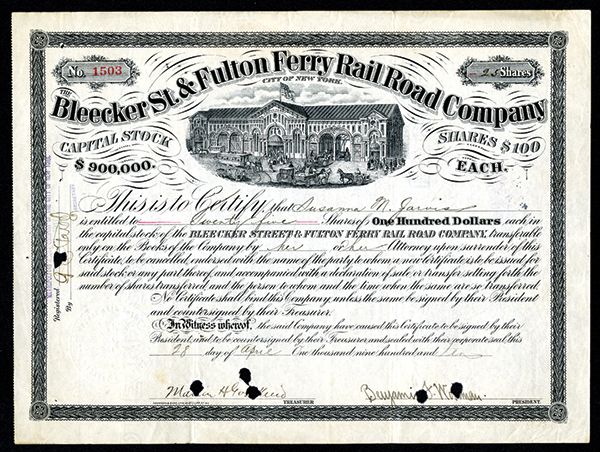 No. 1503
25 Shares
THE
Bleecker St. & Fulton Ferry Rail Road Company
CITY OF NEW YORK.
CAPITAL STOCK
$ 900,000.
SHARES $ 100
EACH.
This is to Certify, that Susanna M. Jarvis
is entitled to Twenty five Shares, of One Hundred Dollars each in
the capital stock of the BLEECKER STREET & FULTON FERRY RAIL ROAD COMPANY, transferable
only on the Books of the Company by her or her Attorney upon surrender of this
Certificate, to be cancelled, endorsed with the name of the party to whom a new certificate is to be issued for
said stock or any part thereof, and accompanied with a declaration of sale or transfer setting forth the
number of shares transferred and the person to whom and the time when the same are so transferred.
No Certificate shall bind this Company, unless the same be signed by their President
and countersigned by their Treasurer.
In Witness whereof, the said Company have caused this Certificate to be signed by their
President, and to be countersigned by their Treasurer, and sealed with their corporate seal this
28 day of April One thousand nine hundred and Ten
TREASURER
PRESIDENT.
Registered
By